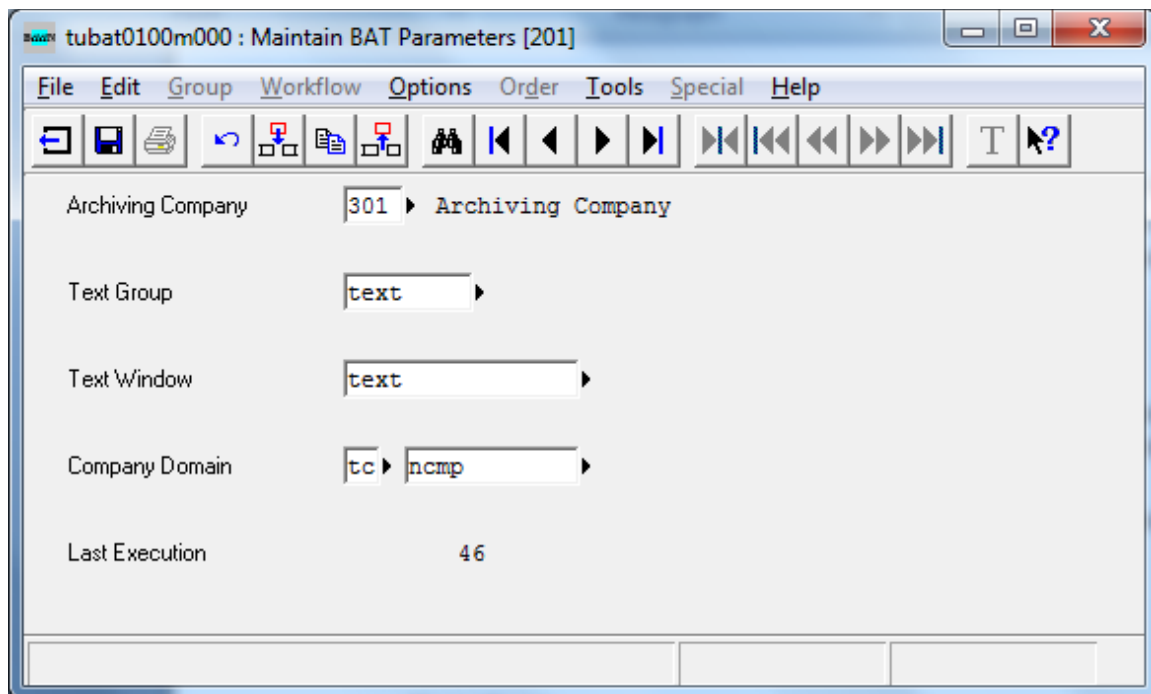 tubat0100m000 : Maintain BAT Parameters [201]
File Edit Group Workflow Options Order Tools Special Help
T ?
Archiving Company 301 Archiving Company
Text Group text
Text Window text
Company Domain tc ncmp
Last Execution 46